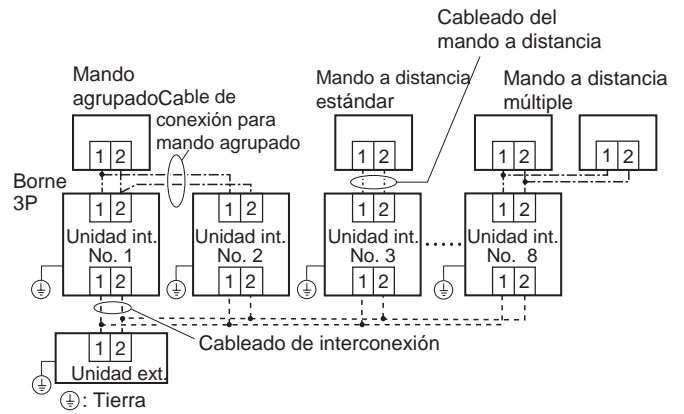 Cableado del
mando a distancia
Mando
agrupado
Cable de
conexión para
mando agrupado
Mando a distancia
estándar
Mando a distancia
múltiple
1 2
1 2
1 2
1 2
Borne
3P
1 2
1 2
1 2
1 2
Unidad int.
No. 1
Unidad int.
No. 2
Unidad int.
No. 3
Unidad int.
No. 8
1 2
1 2
1 2
1 2
1 2
Cableado de interconexión
Unidad ext.
: Tierra